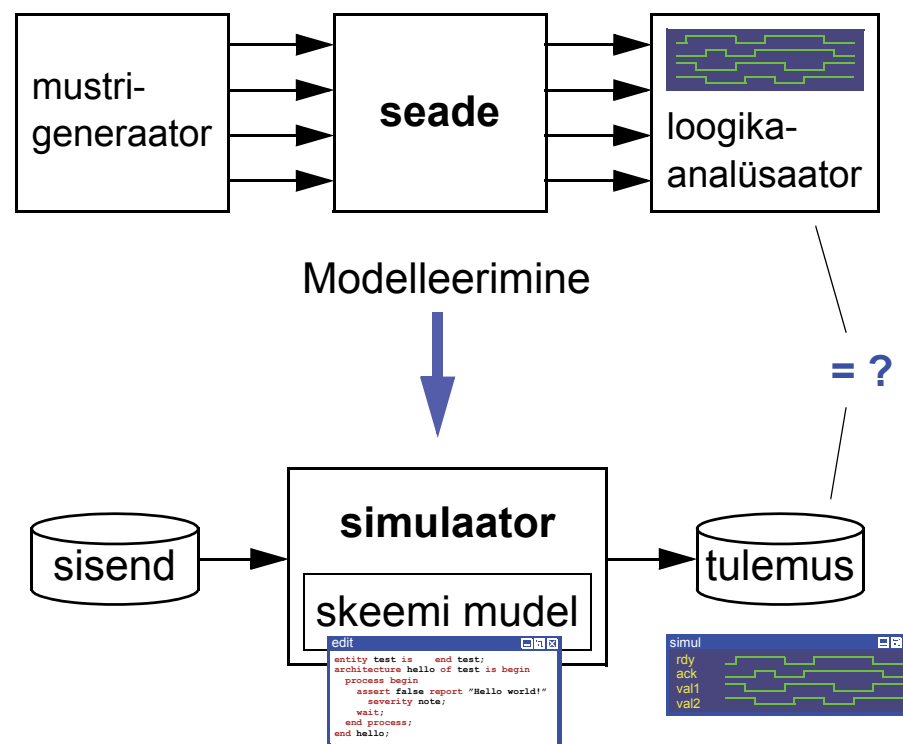 mustri-
generaator
seade
loogika-
analüsaator
Modelleerimine
= ?
sisend
simulaator
skeemi mudel
tulemus
edit
entity test is    end test;
architecture hello of test is begin
  process begin
    assert false report “Hello world!”
      severity note;
    wait;
  end process;
end hello;
simul
rdy
ack
val1
val2